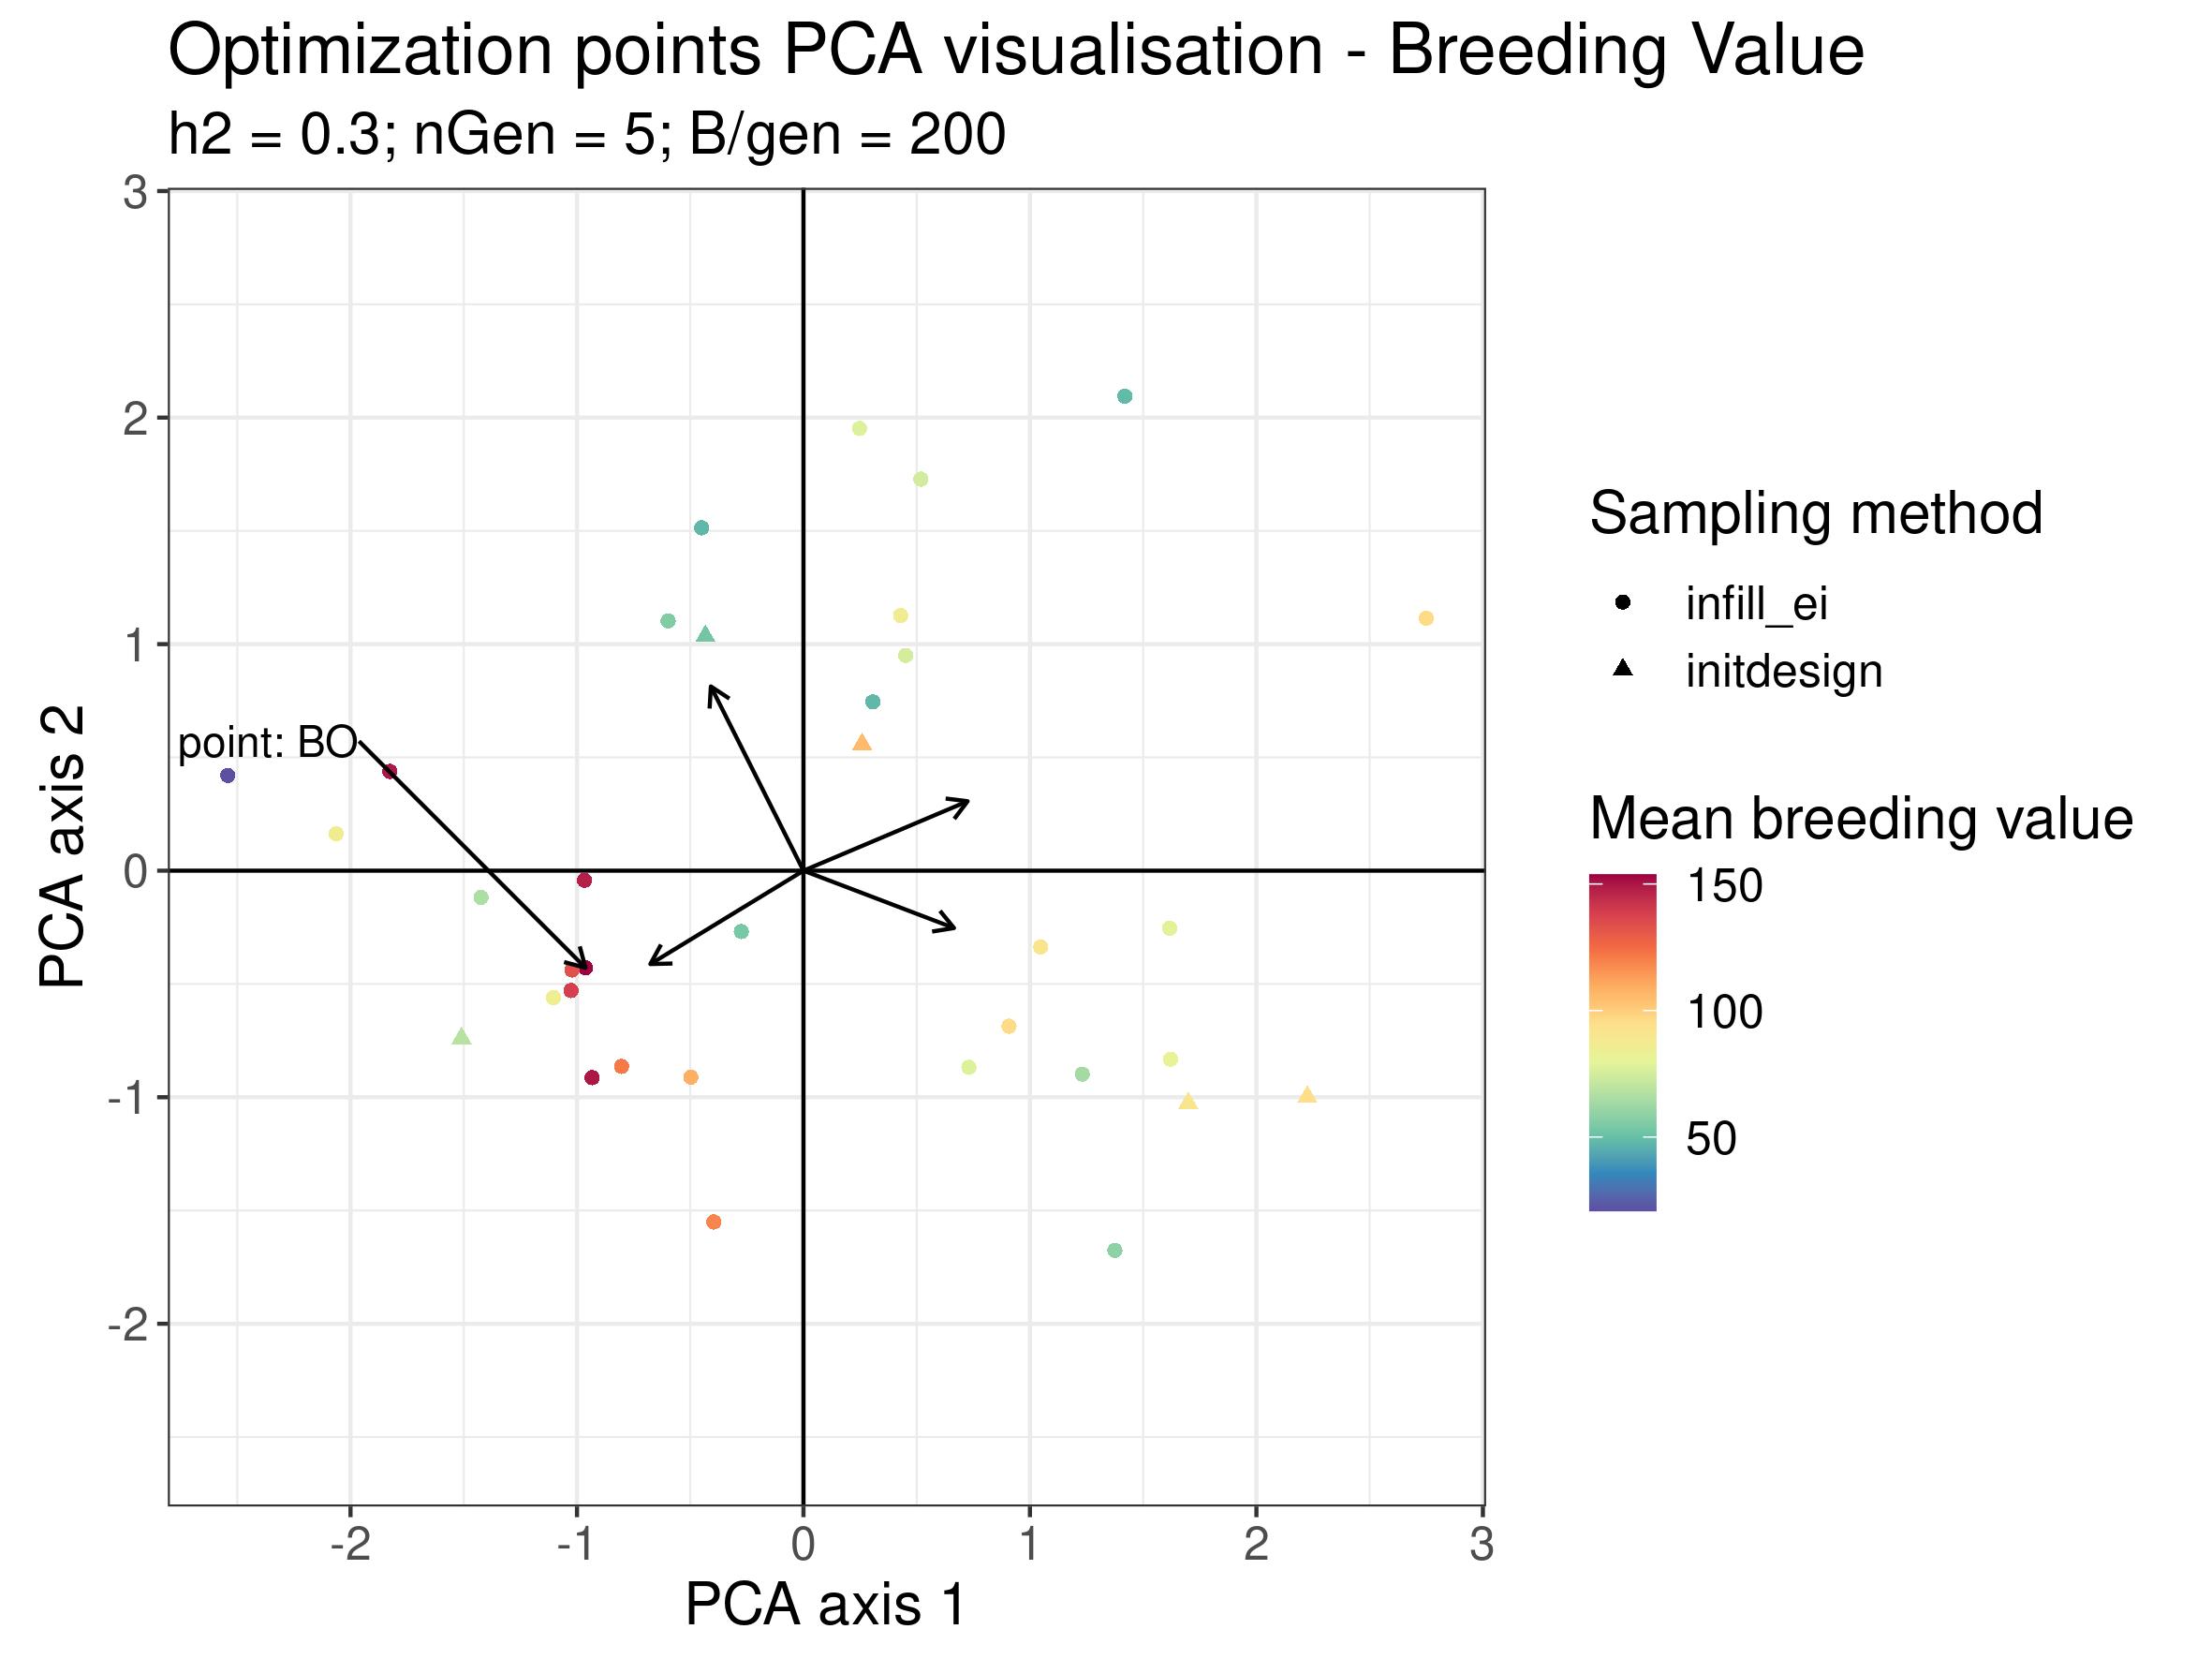 Optimization points PCA visualisation - Breeding Value
h2 = 0.3; nGen = 5; B/gen = 200
3
2
1
0
-1
-2
PCA axis 2
point: BO
-2 -1 0 1 2 3
PCA axis 1
Sampling method
infill_ei
initdesign
Mean breeding value
150
100
50